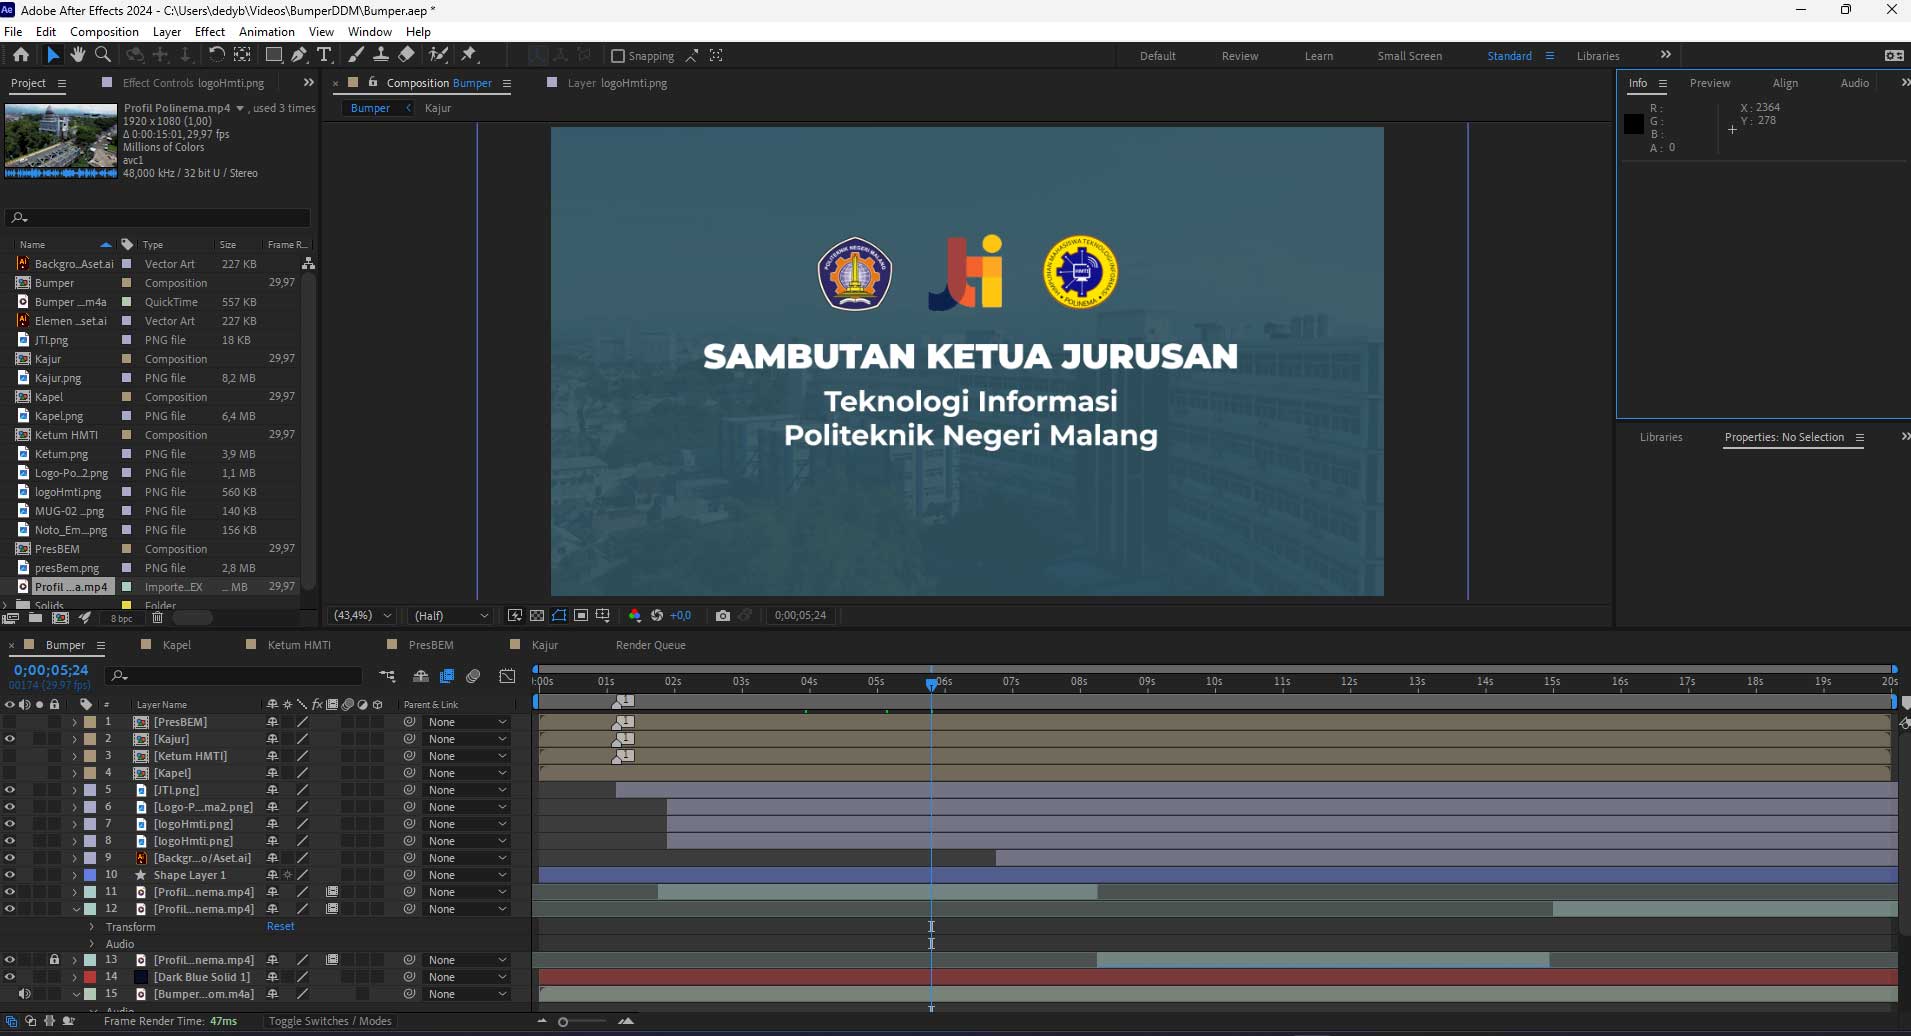 Adobe After Effects 2024 - C:\Users\dedyb\Videos\BumperDDM\Bumper.aep *
File Edit Composition Layer Effect Animation View Window Help
Snapping
Default Review Learn Small Screen Standard Libraries
Project Effect Controls logoHmti.png
Composition Bumper Layer logoHmti.png
Info Preview Align Audio
Bumper Kajur
Profil Polinema.mp4 , used 3 times
1920 x 1080 (1,00)
Δ 0:00:15:01, 29,97 fps
Millions of Colors
avc1
48,000 kHz / 32 bit U / Stereo
R :
G :
B :
A : 0
X : 2364
Y : 278
Name Type Size Frame R...
Backgro..Aset.ai Vector Art 227 KB
Bumper Composition 29,97
Bumper ...m4a QuickTime 557 KB
Elemen ..set.ai Vector Art 227 KB
JTI.png PNG file 18 KB
Kajur Composition 29,97
Kajur.png PNG file 8,2 MB
Kapel Composition 29,97
Kapel.png PNG file 6,4 MB
Ketum HMTI Composition 29,97
Ketum.png PNG file 3,9 MB
Logo-Po...2.png PNG file 1,1 MB
logoHmti.png PNG file 560 KB
MUG-02 ...png PNG file 140 KB
Noto_Em...png PNG file 156 KB
PresBEM Composition 29,97
presBem.png PNG file 2,8 MB
Profil ...a.mp4 Importe..EX ... MB 29,97
Solids Folder
8 bpc
POLITEKNIK NEGERI MALANG
HIMPUNAN MAHASISWA TEKNOLOGI INFORMASI
HMTI
POLINEMA
SAMBUTAN KETUA JURUSAN
Teknologi Informasi
Politeknik Negeri Malang
Libraries Properties: No Selection
(43,4%) (Half) +0,0 0;00;05;24
Bumper Kapel Ketum HMTI PresBEM Kajur Render Queue
0;00;05;24
00174 (29.97 fps)
:00s 01s 02s 03s 04s 05s 06s 07s 08s 09s 10s 11s 12s 13s 14s 15s 16s 17s 18s 19s 20s
# Layer Name fx Parent & Link
1 [PresBEM] None 1
2 [Kajur] None 1
3 [Ketum HMTI] None 1
4 [Kapel] None
5 [JTI.png] None
6 [Logo-P...ma2.png] None
7 [logoHmti.png] None
8 [logoHmti.png] None
9 [Backgr...o/Aset.ai] None
10 Shape Layer 1 None
11 [Profil...nema.mp4] None
12 [Profil...nema.mp4] None
Transform Reset
Audio
13 [Profil...nema.mp4] None
14 [Dark Blue Solid 1] None
15 [Bumper...om.m4a] None
Audio
Frame Render Time: 47ms Toggle Switches / Modes